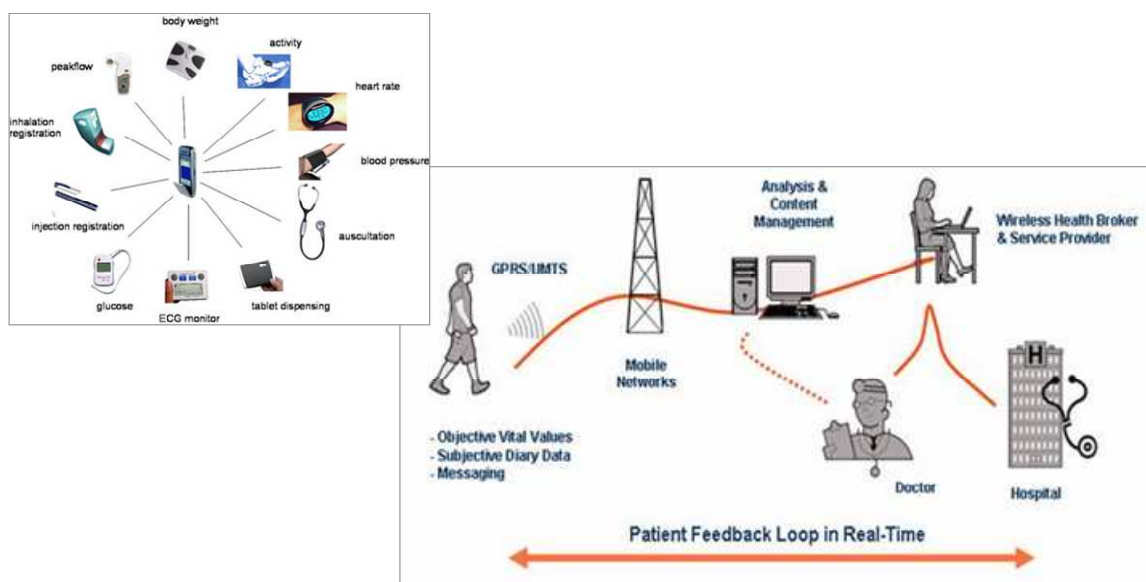 body weight
activity
peakflow
heart rate
inhalation
registration
blood pressure
injection registration
auscultation
glucose
tablet dispensing
ECG monitor
Analysis &
Content
Management
Wireless Health Broker
& Service Provider
GPRS/UMTS
Mobile
Networks
- Objective Vital Values
- Subjective Diary Data
- Messaging
H
Doctor
Hospital
Patient Feedback Loop in Real-Time